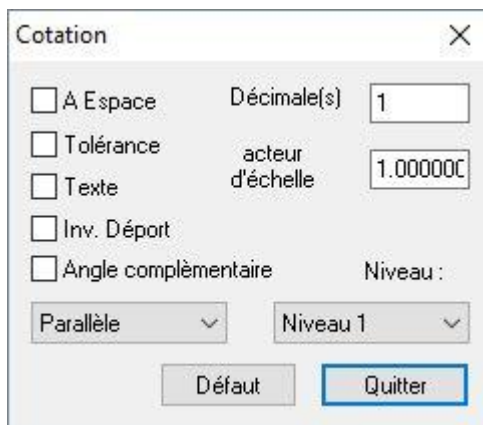 Cotation
A Espace
Décimale(s)
1
Tolérance
acteur
d'échelle
1.000000
Texte
Inv. Déport
Angle complèmentaire
Niveau :
Parallèle
Niveau 1
Défaut
Quitter